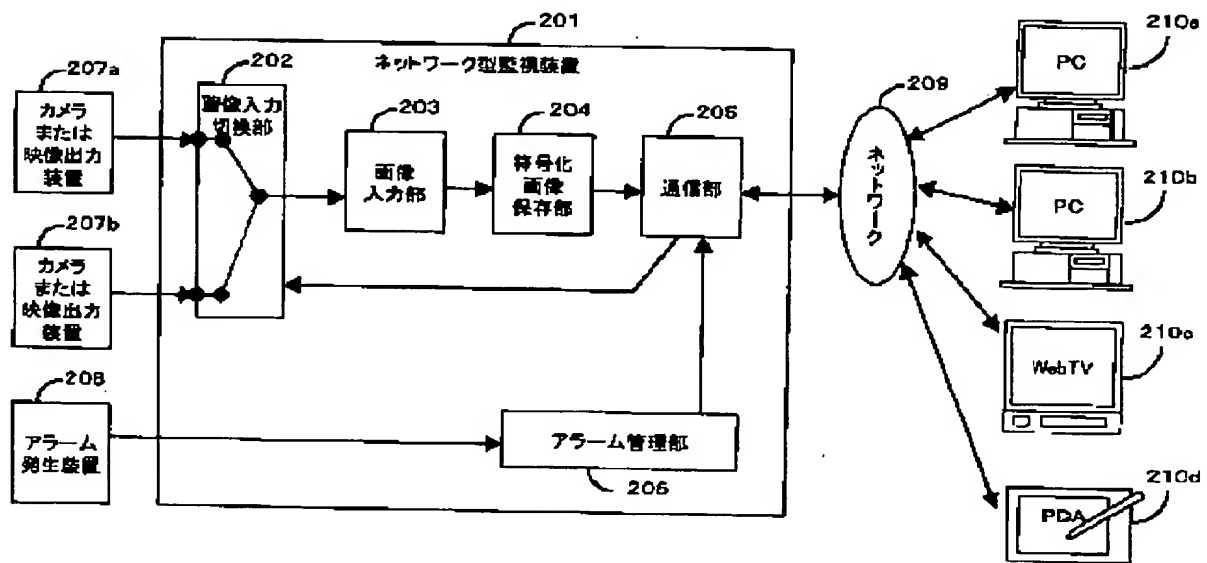 201
ネットワーク型監視装置
207a
カメラ
または
映像出力
装置
202
画像入力
切換部
203
画像
入力部
204
符号化
画像
保存部
205
通信部
209
ネットワーク
210a
PC
210b
PC
207b
カメラ
または
映像出力
装置
210c
WebTV
208
アラーム
発生装置
アラーム管理部
206
210d
PDA